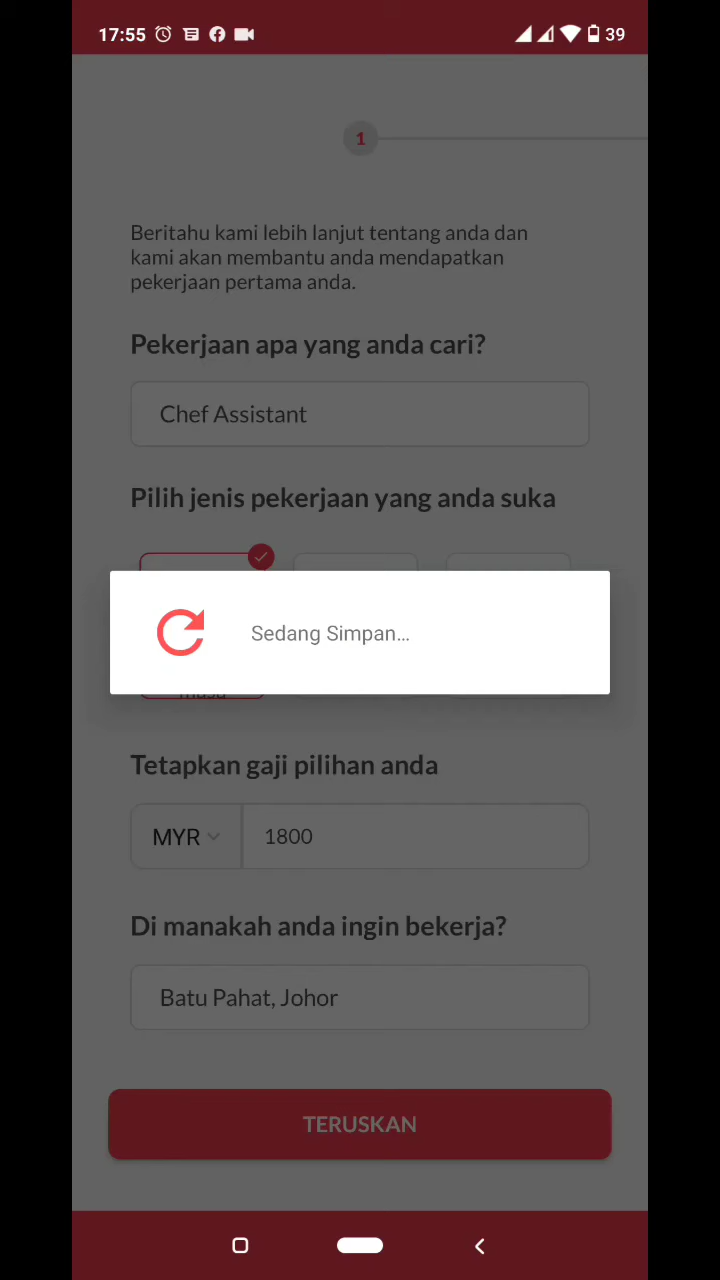 17:55
39
1
Beritahu kami lebih lanjut tentang anda dan
kami akan membantu anda mendapatkan
pekerjaan pertama anda.
Pekerjaan apa yang anda cari?
Chef Assistant
Pilih jenis pekerjaan yang anda suka
Sedang Simpan...
Tetapkan gaji pilihan anda
MYR
1800
Di manakah anda ingin bekerja?
Batu Pahat, Johor
TERUSKAN